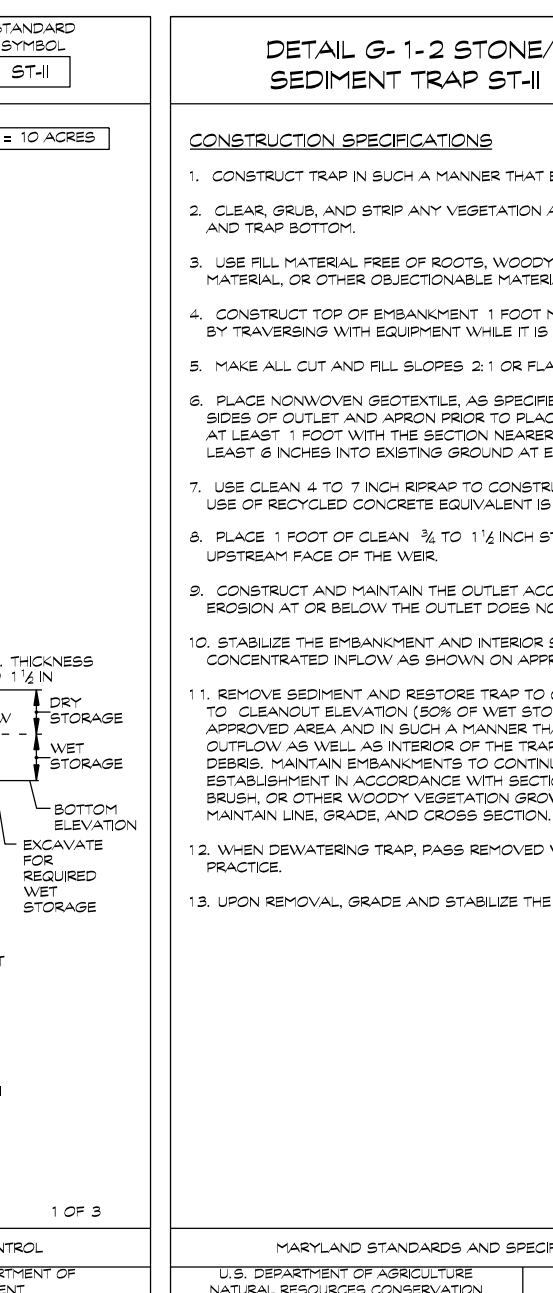 STANDARD
SYMBOL
ST-II
= 10 ACRES
THICKNESS
1 1/2 IN
DRY
STORAGE
WET
STORAGE
BOTTOM
ELEVATION
EXCAVATE
FOR
REQUIRED
WET
STORAGE
1 OF 3
DETAIL G-1-2 STONE/
SEDIMENT TRAP ST-II
CONSTRUCTION SPECIFICATIONS
1. CONSTRUCT TRAP IN SUCH A MANNER THAT
2. CLEAR, GRUB, AND STRIP ANY VEGETATION
AND TRAP BOTTOM.
3. USE FILL MATERIAL FREE OF ROOTS, WOODY
MATERIAL, OR OTHER OBJECTIONABLE MATERI
4. CONSTRUCT TOP OF EMBANKMENT 1 FOOT
BY TRAVERSING WITH EQUIPMENT WHILE IT IS
5. MAKE ALL CUT AND FILL SLOPES 2:1 OR FLA
6. PLACE NONWOVEN GEOTEXTILE, AS SPECIFIE
SIDES OF OUTLET AND APRON PRIOR TO PLAC
AT LEAST 1 FOOT WITH THE SECTION NEARER
LEAST 6 INCHES INTO EXISTING GROUND AT
7. USE CLEAN 4 TO 7 INCH RIPRAP TO CONSTRU
USE OF RECYCLED CONCRETE EQUIVALENT IS
8. PLACE 1 FOOT OF CLEAN 3/4 TO 1 1/2 INCH ST
UPSTREAM FACE OF THE WEIR.
9. CONSTRUCT AND MAINTAIN THE OUTLET ACC
EROSION AT OR BELOW THE OUTLET DOES NO
10. STABILIZE THE EMBANKMENT AND INTERIOR
CONCENTRATED INFLOW AS SHOWN ON APPR
11. REMOVE SEDIMENT AND RESTORE TRAP TO
TO CLEANOUT ELEVATION (50% OF WET STO
APPROVED AREA AND IN SUCH A MANNER THA
OUTFLOW AS WELL AS INTERIOR OF THE TRAP
DEBRIS. MAINTAIN EMBANKMENTS TO CONTINU
ESTABLISHMENT IN ACCORDANCE WITH SECTIO
BRUSH, OR OTHER WOODY VEGETATION GROW
MAINTAIN LINE, GRADE, AND CROSS SECTION.
12. WHEN DEWATERING TRAP, PASS REMOVED
PRACTICE.
13. UPON REMOVAL, GRADE AND STABILIZE THE
NTROL
RTMENT OF
ENT
MARYLAND STANDARDS AND SPECIF
U.S. DEPARTMENT OF AGRICULTURE
NATURAL RESOURCES CONSERVATION